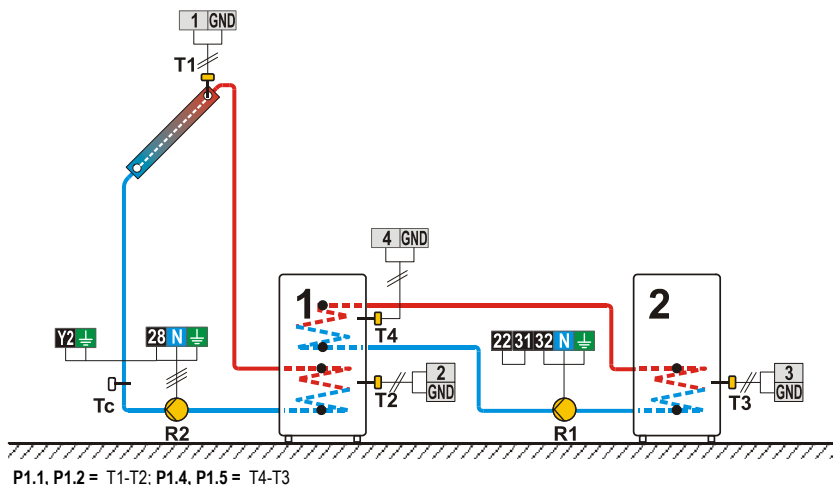 1 GND
T1
4 GND
1
2
T4
Y2
28 N
22 31 32 N
2
GND
3
GND
Tc
T2
T3
R2
R1
P1.1, P1.2 = T1-T2; P1.4, P1.5 = T4-T3